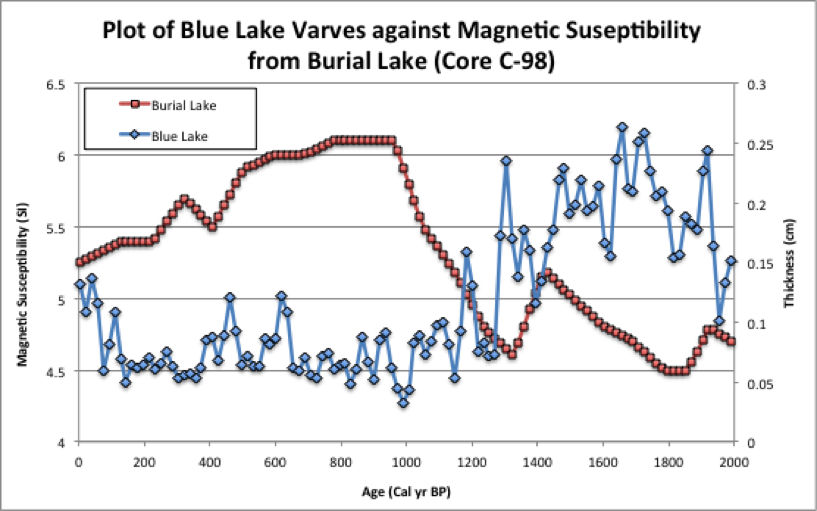 Plot of Blue Lake Varves against Magnetic Suseptibility
from Burial Lake (Core C-98)
6.5
6
5.5
5
4.5
4
Magnetic Susceptibility (SI)
Burial Lake
Blue Lake
0.3
0.25
0.2
0.15
0.1
0.05
0
Thickness (cm)
0 200 400 600 800 1000 1200 1400 1600 1800 2000
Age (Cal yr BP)